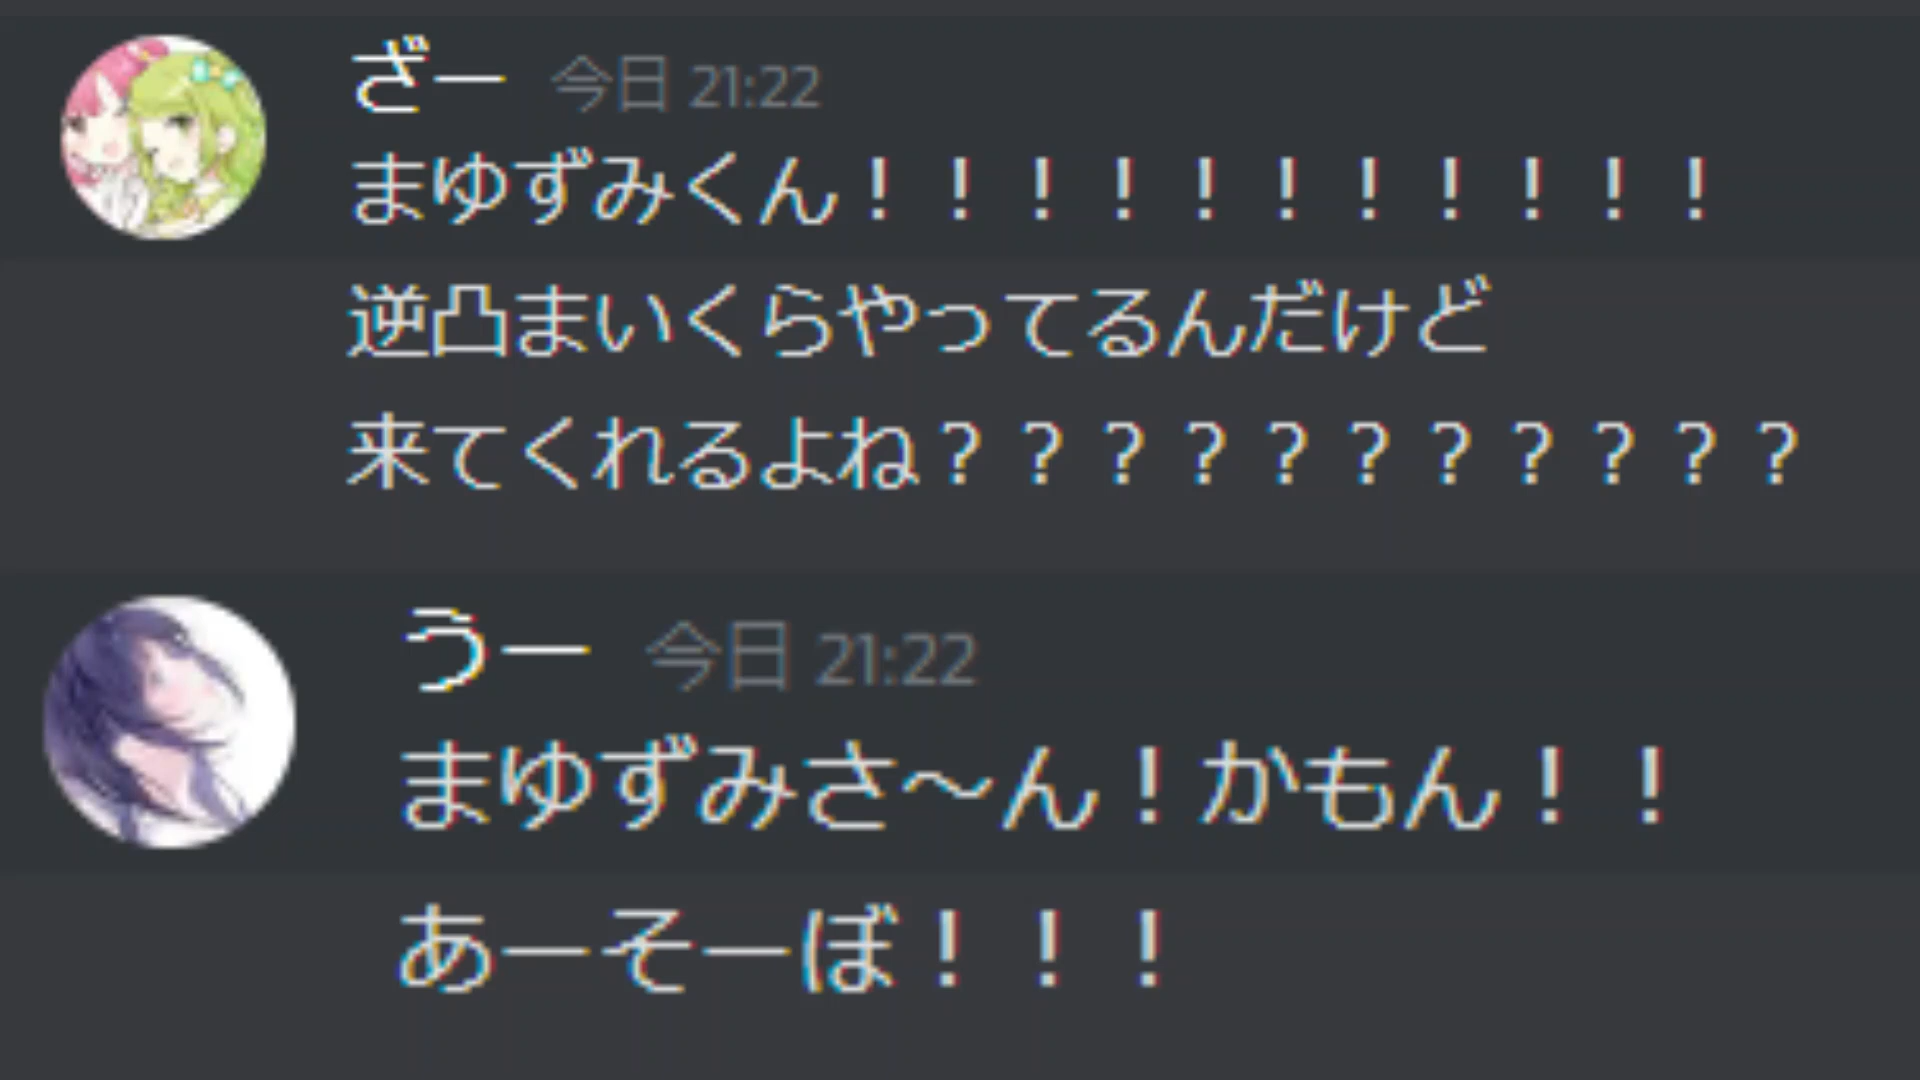 ざー 今日 21:22
まゆずみくん！！！！！！！！！！！
逆凸まいくらやってるんだけど
来てくれるよね？？？？？？？？？？？
うー 今日 21:22
まゆずみさ～ん！かもん！！
あーそーぼ！！！